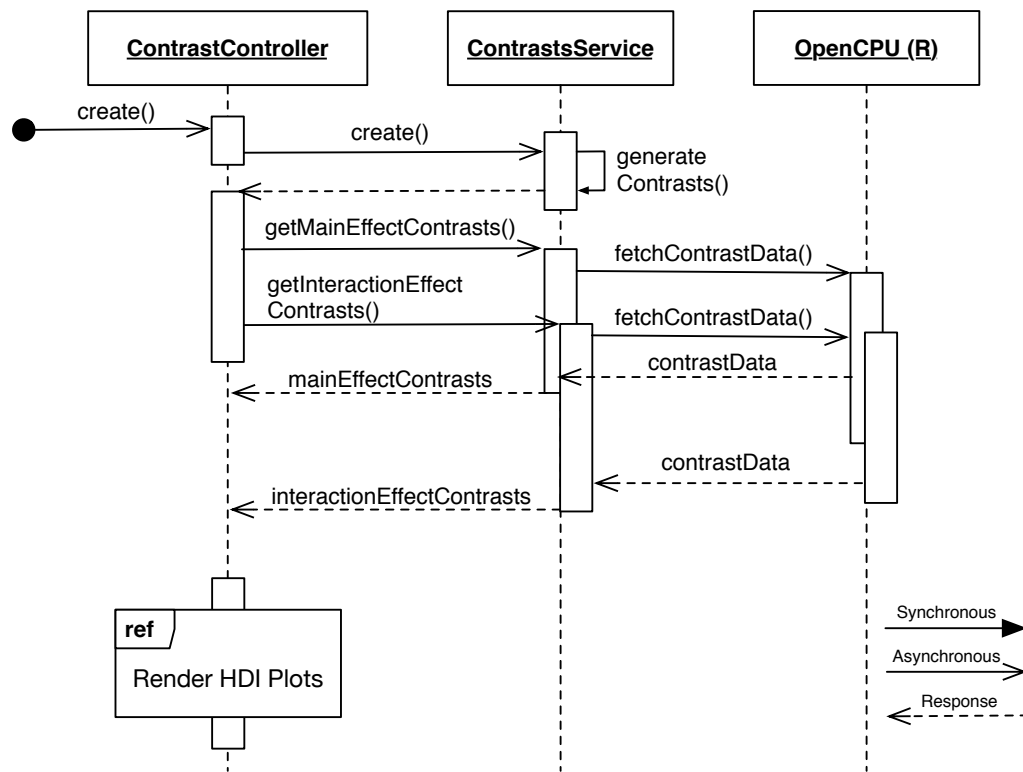 ContrastController
ContrastsService
OpenCPU (R)
create()
create()
generate
Contrasts()
getMainEffectContrasts()
fetchContrastData()
getInteractionEffect
Contrasts()
fetchContrastData()
contrastData
mainEffectContrasts
contrastData
interactionEffectContrasts
ref
Render HDI Plots
Synchronous
Asynchronous
Response